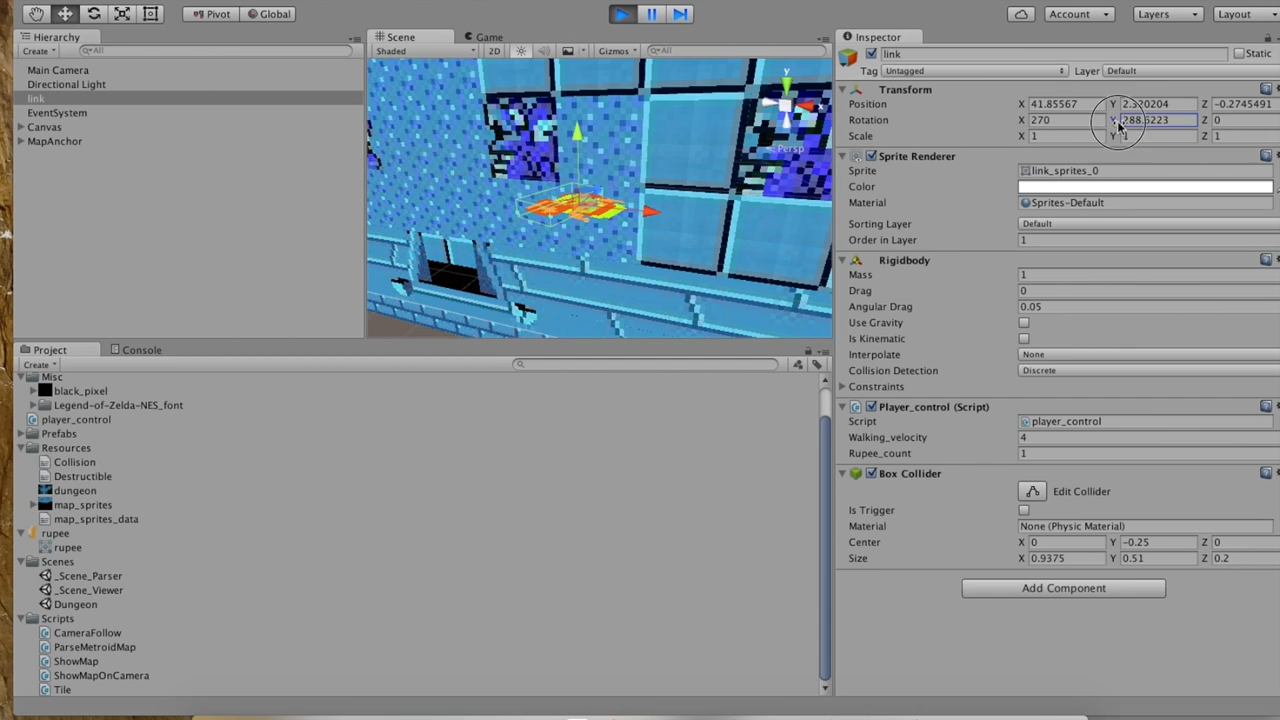 Pivot Global Account Layers Layout
Hierarchy Scene Game Inspector
Create All Shaded 2D Gizmos All link Static
Tag Untagged Layer Default
Main Camera
Directional Light
link
EventSystem
Canvas
MapAnchor
y
x
Persp
Transform
Position X 41.85567 Y 2.320204 Z -0.2745491
Rotation X 270 Y 288.5223 Z 0
Scale X 1 Y 1 Z 1
Sprite Renderer
Sprite link_sprites_0
Color
Material Sprites-Default
Sorting Layer Default
Order in Layer 1
Rigidbody
Mass 1
Drag 0
Angular Drag 0.05
Use Gravity
Is Kinematic
Interpolate None
Collision Detection Discrete
Constraints
Player_control (Script)
Script player_control
Walking_velocity 4
Rupee_count 1
Box Collider
Edit Collider
Is Trigger
Material None (Physic Material)
Center X 0 Y -0.25 Z 0
Size X 0.9375 Y 0.51 Z 0.2
Add Component
Project Console
Create
Misc
black_pixel
Legend-of-Zelda-NES_font
player_control
Prefabs
Resources
Collision
Destructible
dungeon
map_sprites
map_sprites_data
rupee
rupee
Scenes
_Scene_Parser
_Scene_Viewer
Dungeon
Scripts
CameraFollow
ParseMetroidMap
ShowMap
ShowMapOnCamera
Tile